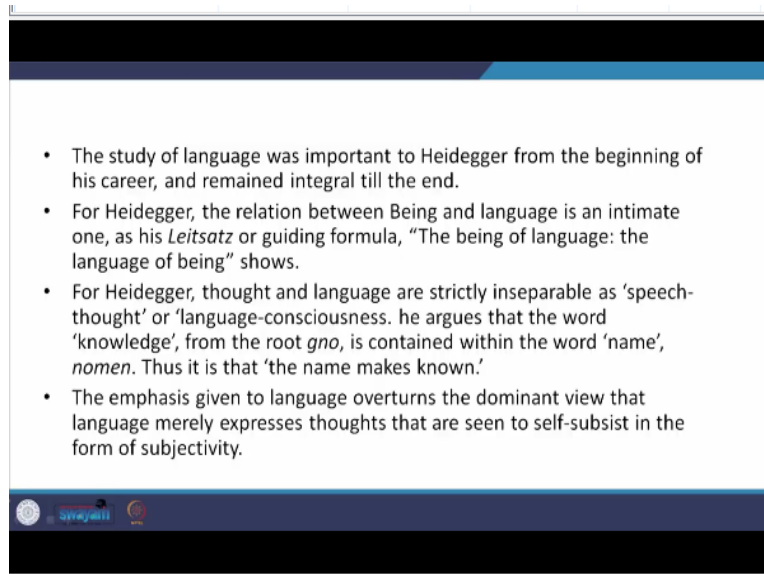 • The study of language was important to Heidegger from the beginning of
his career, and remained integral till the end.
• For Heidegger, the relation between Being and language is an intimate
one, as his Leitsatz or guiding formula, “The being of language: the
language of being” shows.
• For Heidegger, thought and language are strictly inseparable as ‘speech-
thought’ or ‘language-consciousness. he argues that the word
‘knowledge’, from the root gno, is contained within the word ‘name’,
nomen. Thus it is that ‘the name makes known.’
• The emphasis given to language overturns the dominant view that
language merely expresses thoughts that are seen to self-subsist in the
form of subjectivity.
swayam